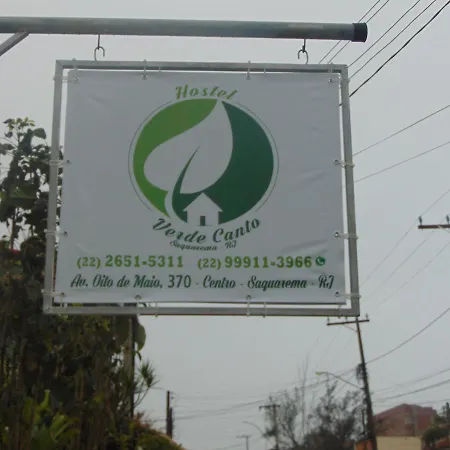 Hostel
Verde Canto
Saquarema RJ
(22) 2651-5311 (22) 99911-3966
Av. Oito de Maio, 370 - Centro - Saquarema - RJ